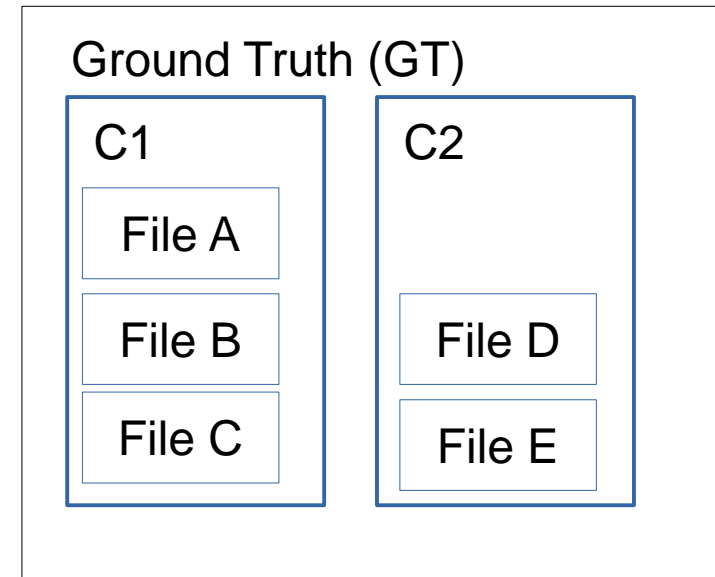 Ground Truth (GT)
C1
File A
File B
File C
C2
File D
File E